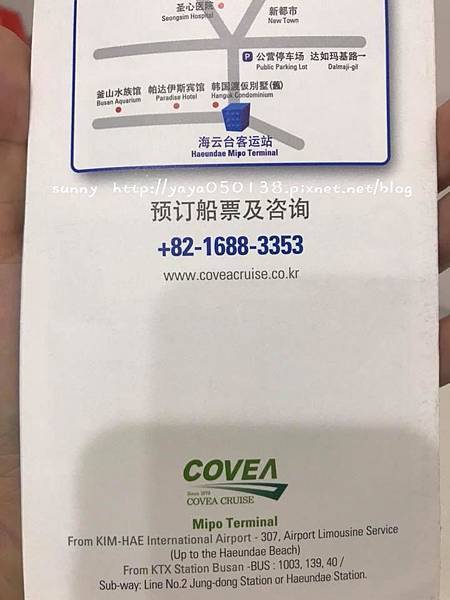 圣心医院
Seongsim Hospital
新都市
New Town
P 公营停车场
Public Parking Lot
达如玛基路→
Dalmaji-gil
釜山水族馆
Busan Aquarium
帕达伊斯宾馆
Paradise Hotel
韩国渡仮別墅(舊)
Hanguk Condominium
海云台客运站
Haeundae Mipo Terminal
sunny http://yaya050138.pixnet.net/blog
预订船票及咨询
+82-1688-3353
www.coveacruise.co.kr
COVEA
Since 1970
COVEA CRUISE
Mipo Terminal
From KIM-HAE International Airport - 307, Airport Limousine Service
(Up to the Haeundae Beach)
From KTX Station Busan -BUS : 1003, 139, 40 /
Sub-way: Line No.2 Jung-dong Station or Haeundae Station.